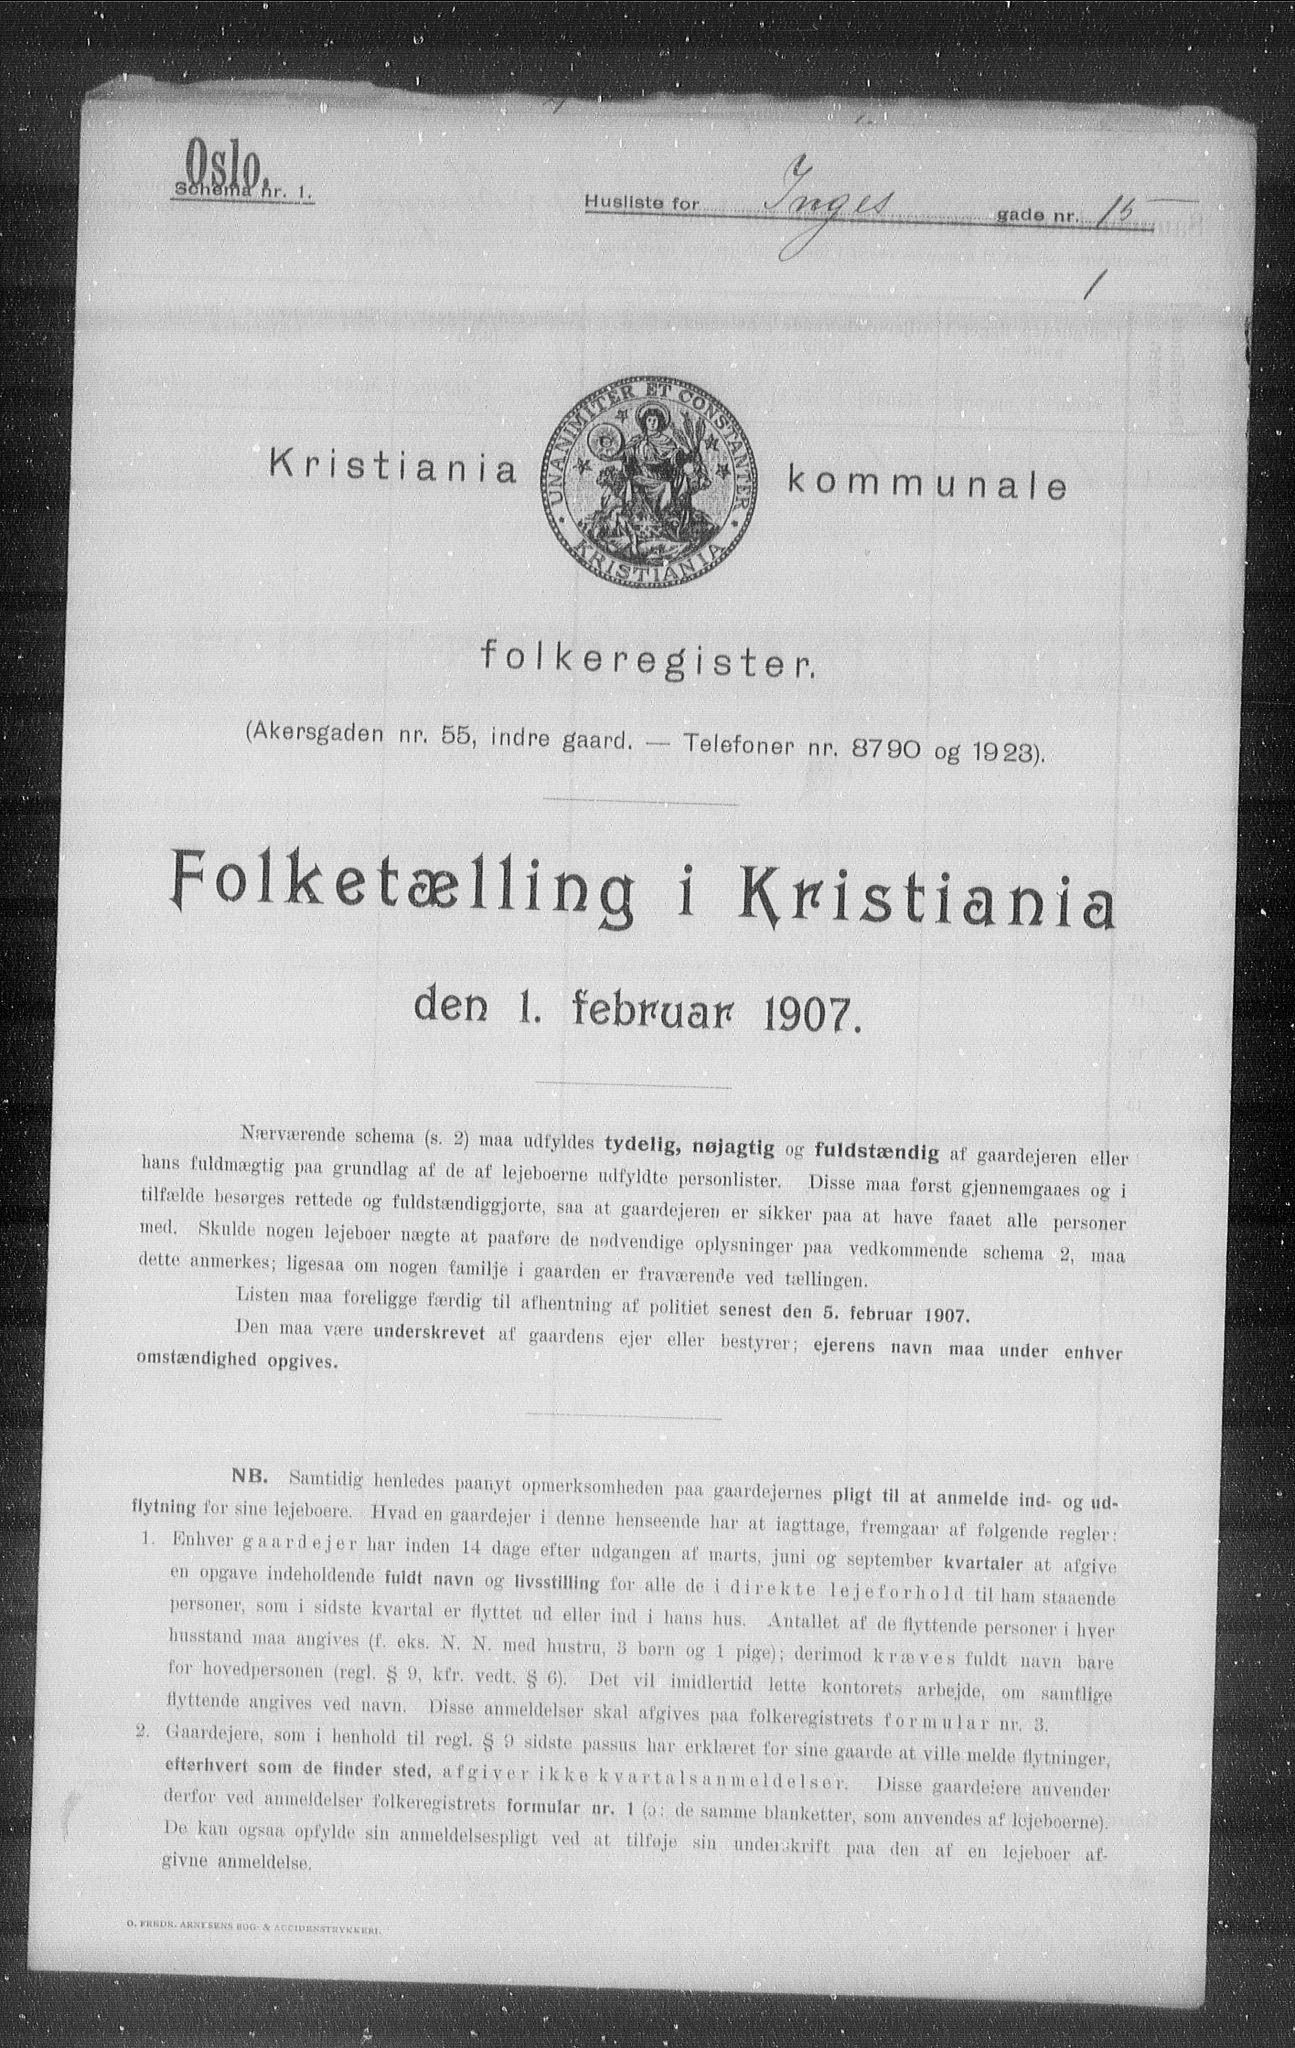 Oslo.
Schema nr. 1.
Husliste for Inges gade nr. 15
1
UNANIMITER ET CONSTANTER
KRISTIANIA
Kristiania kommunale
folkeregister.
(Akersgaden nr. 55, indre gaard. — Telefoner nr. 8790 og 1923).
Folketælling i Kristiania
den 1. februar 1907.
Nærværende schema (s. 2) maa udfyldes tydelig, nøjagtig og fuldstændig af gaardejeren eller
hans fuldmægtig paa grundlag af de af lejeboerne udfyldte personlister. Disse maa først gjennemgaaes og i
tilfælde besørges rettede og fuldstændiggjorte, saa at gaardejeren er sikker paa at have faaet alle personer
med. Skulde nogen lejeboer nægte at paaføre de nødvendige oplysninger paa vedkommende schema 2, maa
dette anmerkes; ligesaa om nogen familje i gaarden er fraværende ved tællingen.
Listen maa foreligge færdig til afhentning af politiet senest den 5. februar 1907.
Den maa være underskrevet af gaardens ejer eller bestyrer; ejerens navn maa under enhver
omstændighed opgives.
NB. Samtidig henledes paanyt opmerksomheden paa gaardejernes pligt til at anmelde ind- og ud-
flytning for sine lejeboere. Hvad en gaardejer i denne henseende har at iagttage, fremgaar af følgende regler:
1. Enhver gaardejer har inden 14 dage efter udgangen af marts, juni og september kvartaler at afgive
en opgave indeholdende fuldt navn og livsstilling for alle de i direkte lejeforhold til ham staaende
personer, som i sidste kvartal er flyttet ud eller ind i hans hus. Antallet af de flyttende personer i hver
husstand maa angives (f. eks. N. N. med hustru, 3 børn og 1 pige); derimod kræves fuldt navn bare
for hovedpersonen (regl. § 9, kfr. vedt. § 6). Det vil imidlertid lette kontorets arbejde, om samtlige
flyttende angives ved navn. Disse anmeldelser skal afgives paa folkeregistrets formular nr. 3.
2. Gaardejere, som i henhold til regl. § 9 sidste passus har erklæret for sine gaarde at ville melde flytninger,
efterhvert som de finder sted, afgiver ikke kvartalsanmeldelser. Disse gaardeiere anvender
derfor ved anmeldelser folkeregistrets formular nr. 1 (ɔ: de samme blanketter, som anvendes af lejeboerne).
De kan ogsaa opfylde sin anmeldelsespligt ved at tilføje sin underskrift paa den af en lejeboer af-
givne anmeldelse.
O. FREDR. ARNESENS BOG- & ACCIDENSTRYKKERI.